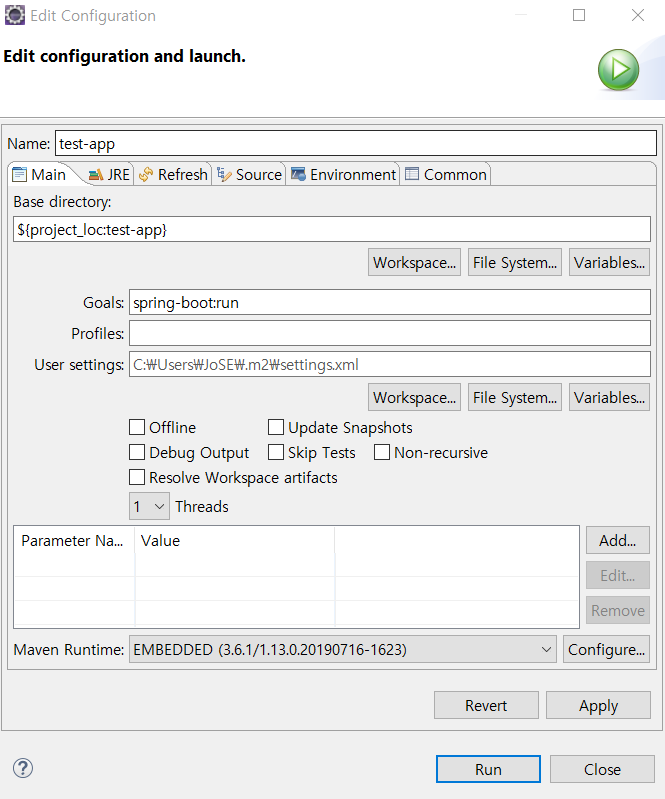 Edit Configuration
Edit configuration and launch.
Name: test-app
Main JRE Refresh Source Environment Common
Base directory:
${project_loc:test-app}
Workspace... File System... Variables...
Goals: spring-boot:run
Profiles:
User settings: C:₩Users₩JoSE₩.m2₩settings.xml
Workspace... File System... Variables...
Offline Update Snapshots
Debug Output Skip Tests Non-recursive
Resolve Workspace artifacts
1 Threads
Parameter Na... Value
Add...
Edit...
Remove
Maven Runtime: EMBEDDED (3.6.1/1.13.0.20190716-1623) Configure...
Revert Apply
? Run Close